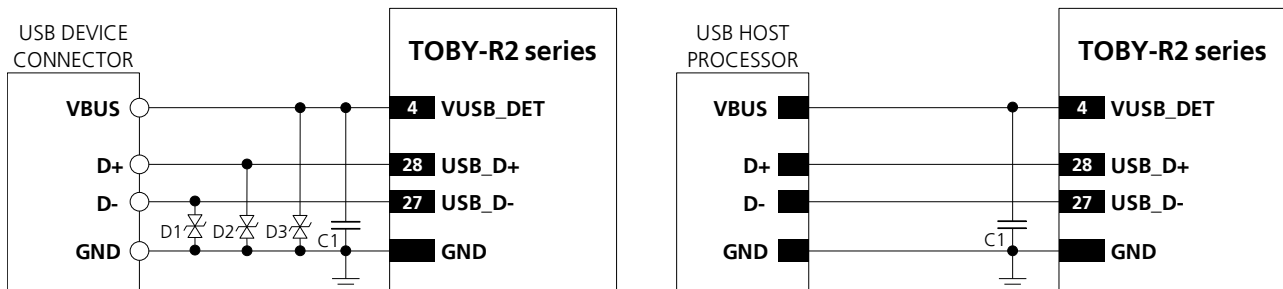 USB DEVICE
CONNECTOR
TOBY-R2 series
VBUS
4 VUSB_DET
D+
28 USB_D+
D-
27 USB_D-
D1 D2 D3 C1
GND
GND
USB HOST
PROCESSOR
TOBY-R2 series
VBUS
4 VUSB_DET
D+
28 USB_D+
D-
27 USB_D-
C1
GND
GND